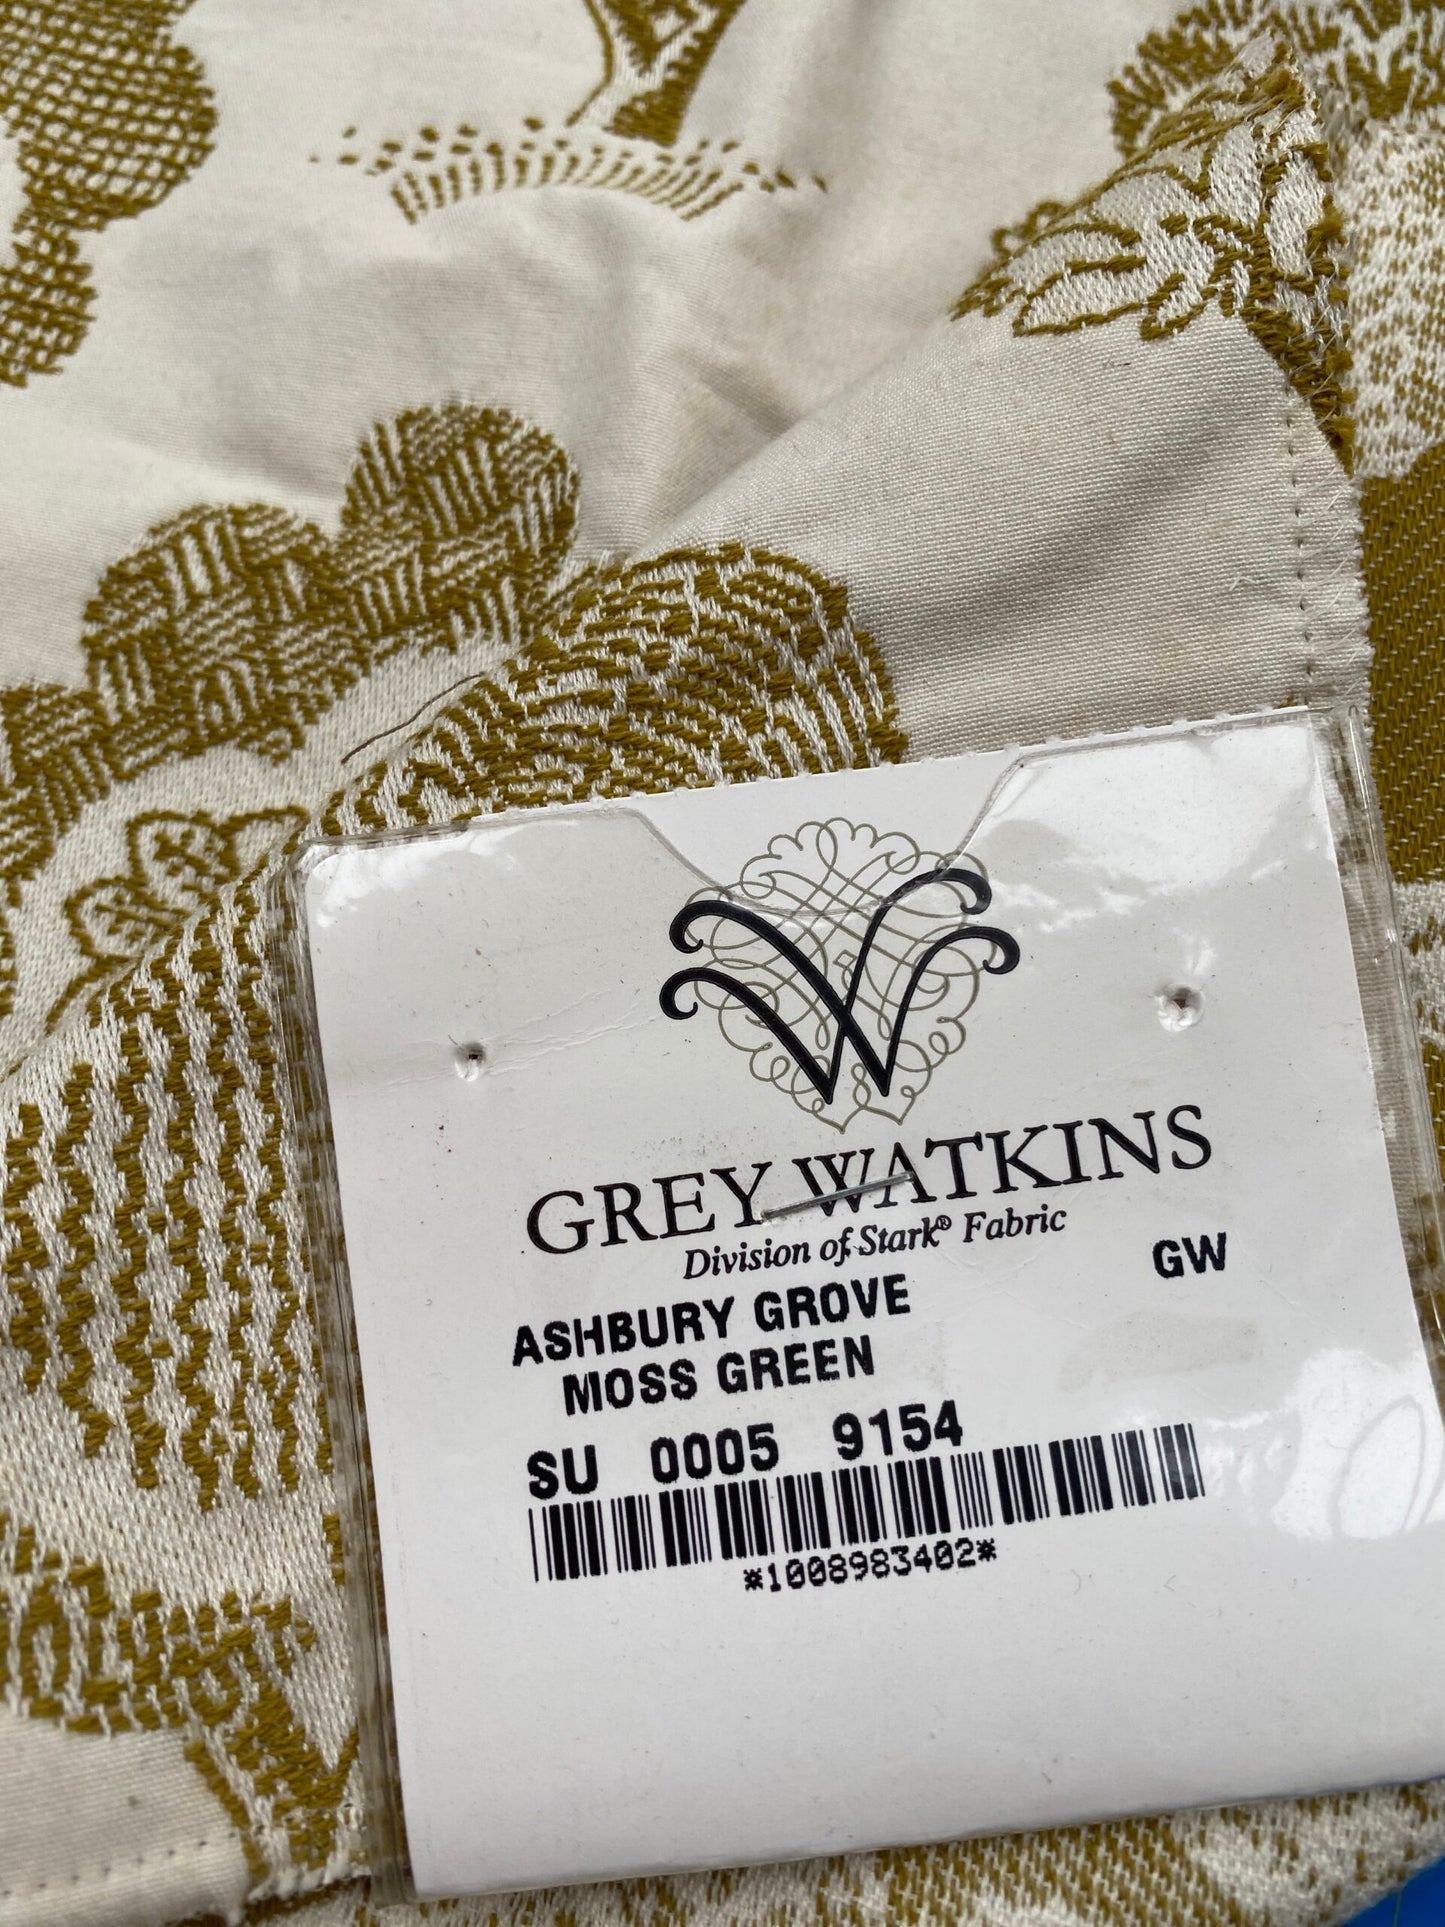 W
GREY WATKINS
Division of Stark® Fabric
GW
ASHBURY GROVE
MOSS GREEN
SU 0005 9154
*1008983402*